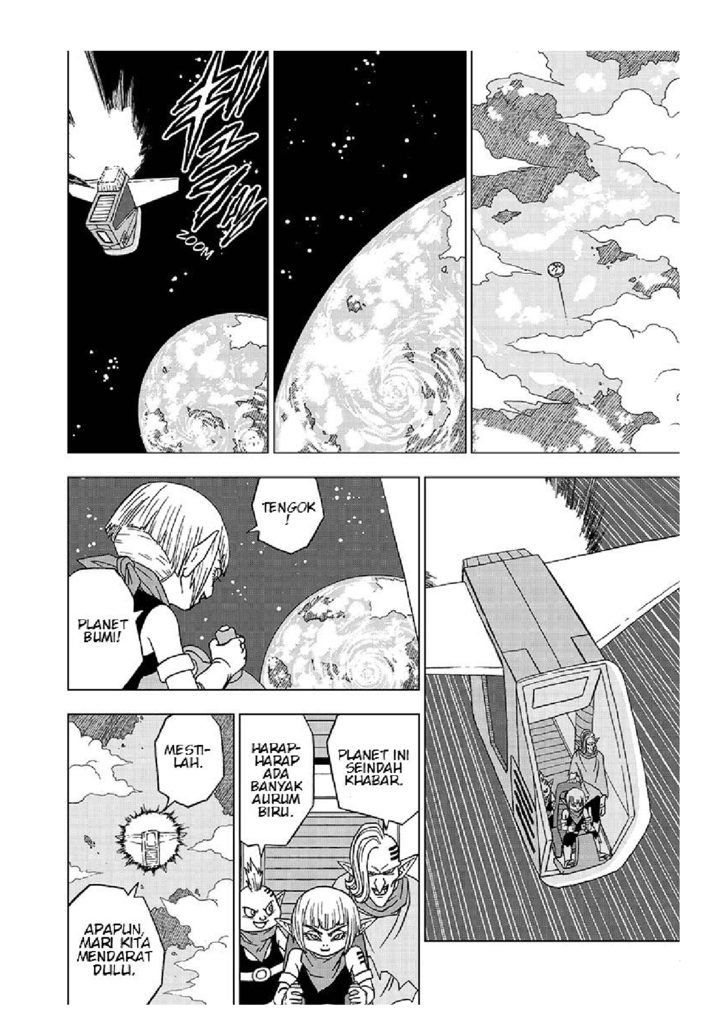 ZOOM
TENGOK
!
PLANET
BUMI!
PLANET INI
SEINDAH
KHABAR.
HARAP-
HARAP
ADA
BANYAK
AURUM
BIRU.
MESTI-
LAH.
APAPUN,
MARI KITA
MENDARAT
DULU.